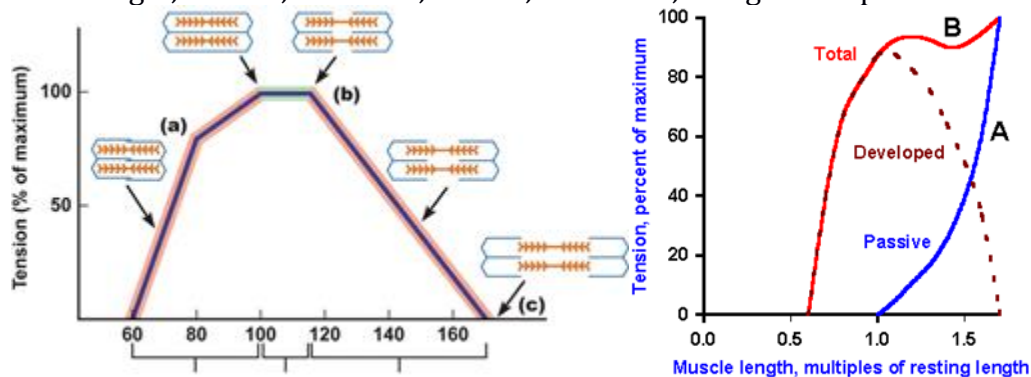 100
50
Tension (% of maximum)
(a)
(b)
(c)
60 80 100 120 140 160
Tension, percent of maximum
100
80
60
40
20
0
Total
B
A
Developed
Passive
0.0 0.5 1.0 1.5
Muscle length, multiples of resting length